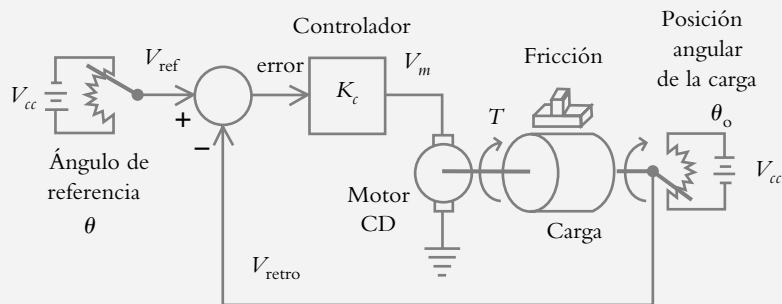 Controlador
V_ref
error
K_c
V_m
V_cc
+
−
Ángulo de
referencia
θ
Motor
CD
T
Fricción
Carga
Posición
angular
de la carga
θ_o
V_cc
V_retro